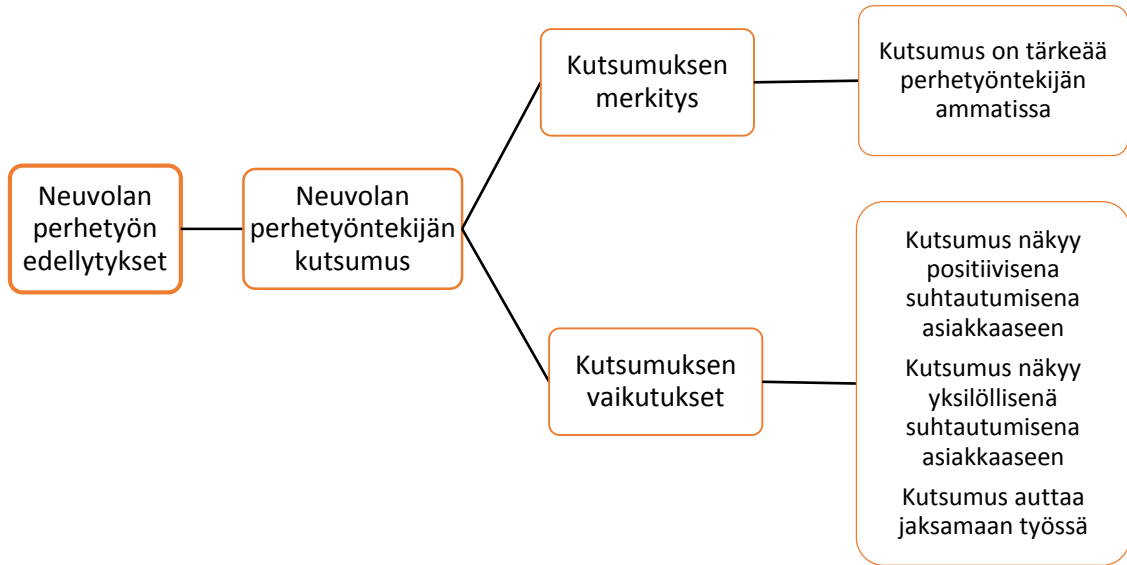 Neuvolan
perhetyön
edellytykset
Neuvolan
perhetyöntekijän
kutsumus
Kutsumuksen
merkitys
Kutsumus on tärkeää
perhetyöntekijän
ammatissa
Kutsumuksen
vaikutukset
Kutsumus näkyy
positiivisena
suhtautumisena
asiakkaaseen
Kutsumus näkyy
yksilöllisenä
suhtautumisena
asiakkaaseen
Kutsumus auttaa
jaksamaan työssä